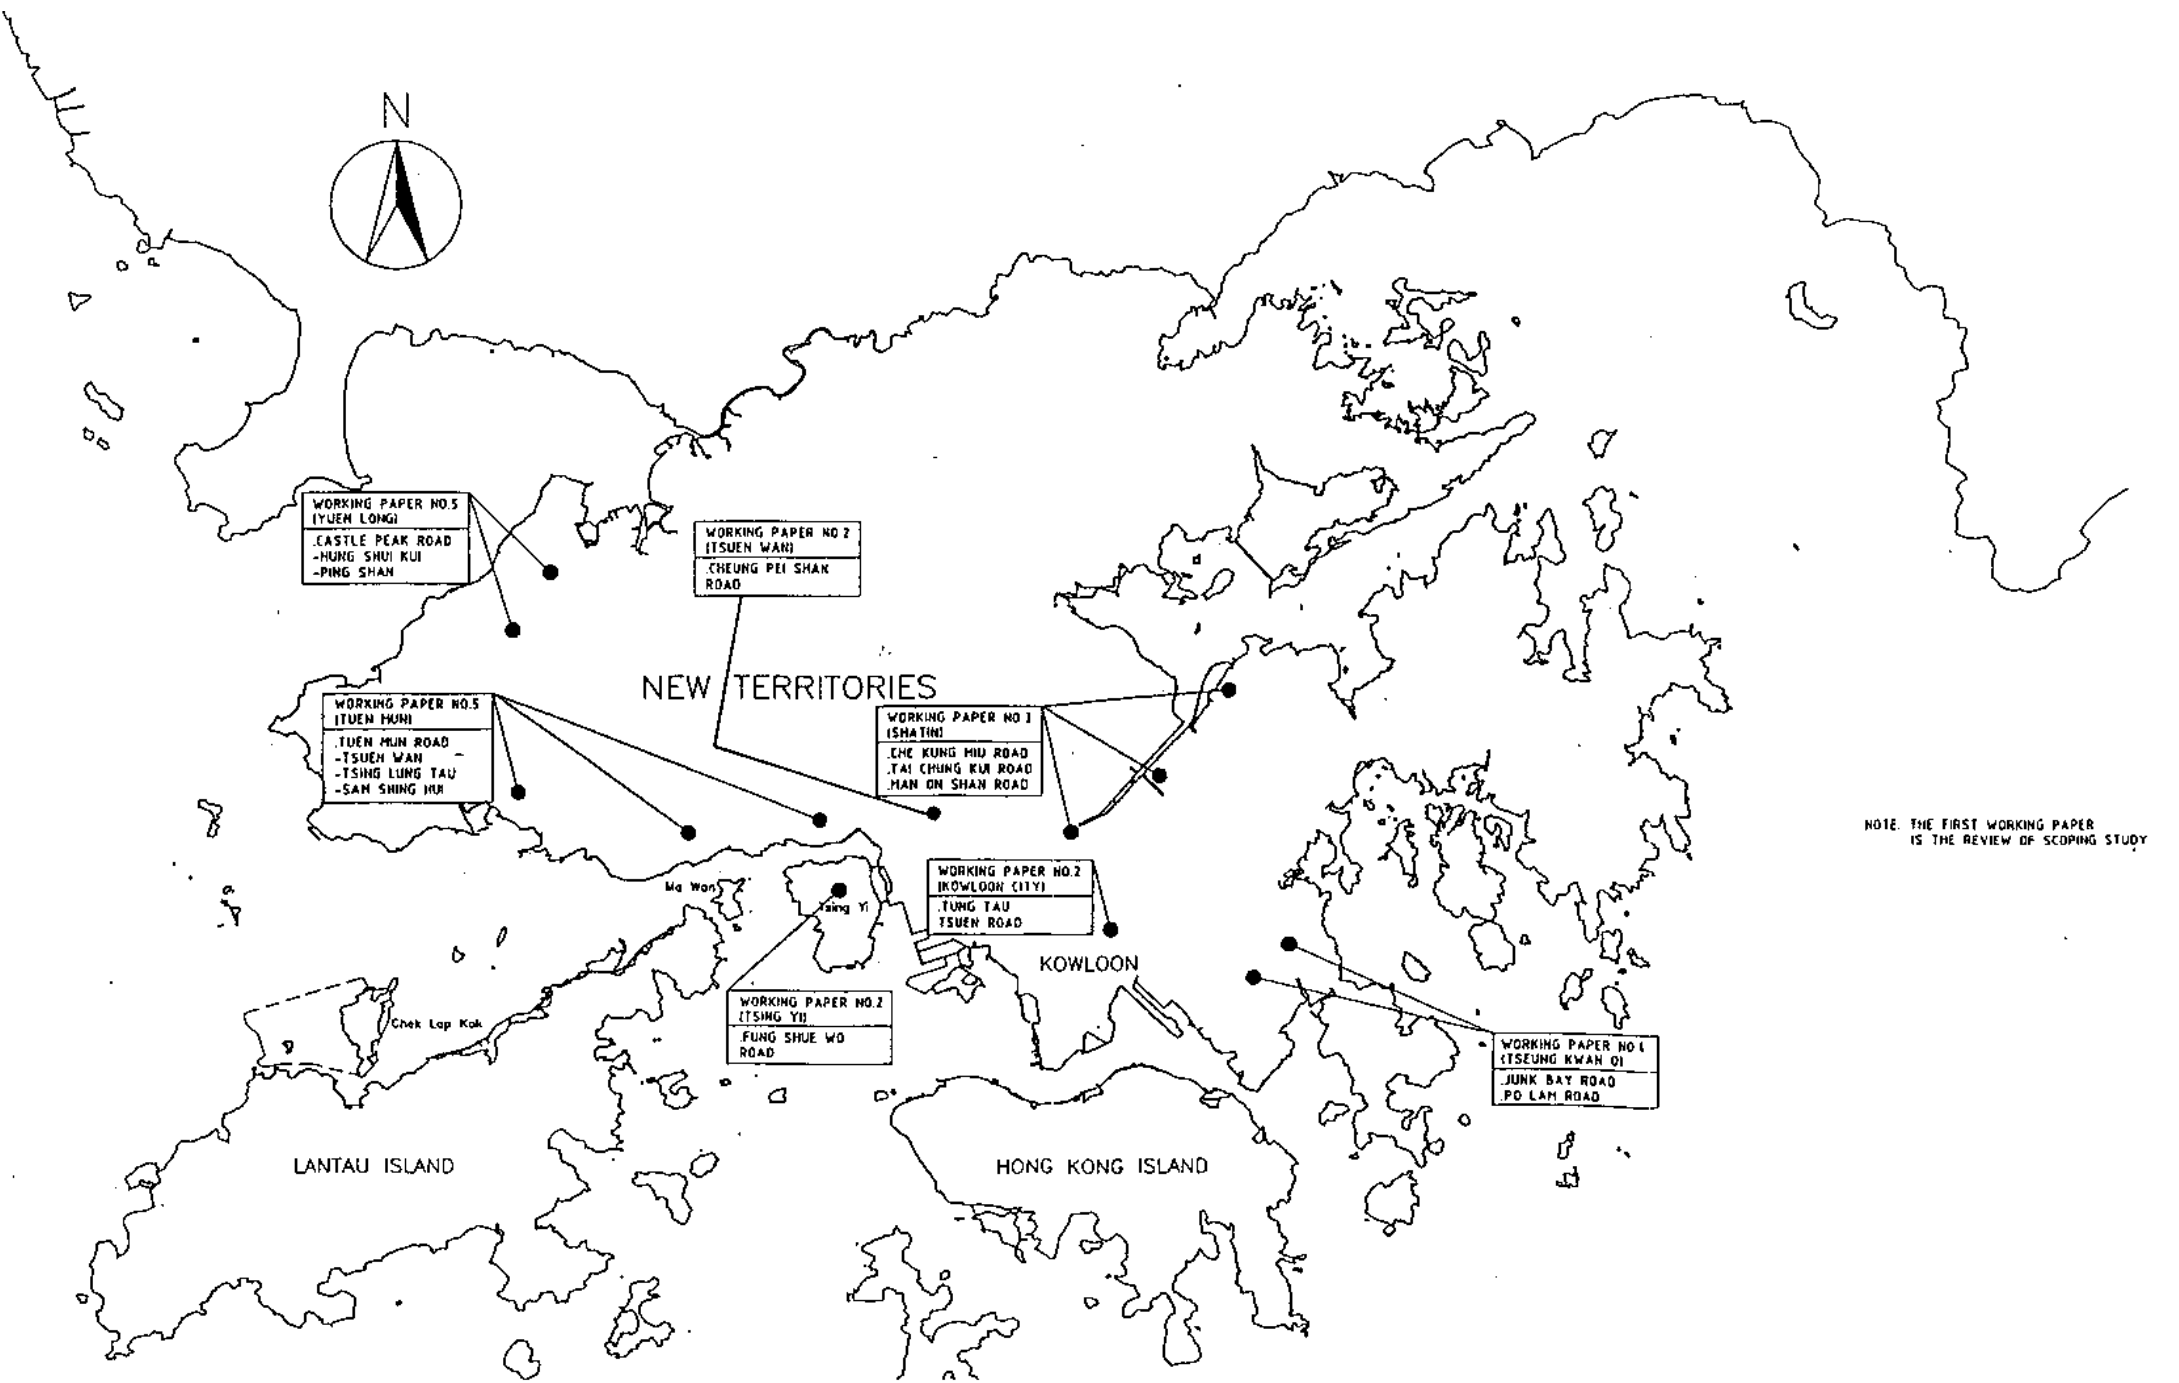 N
WORKING PAPER NO.5
(YUEN LONG)
.CASTLE PEAK ROAD
-HUNG SHUI KUI
-PING SHAN
WORKING PAPER NO 2
(TSUEN WAN)
.CHEUNG PEI SHAN
ROAD
NEW TERRITORIES
WORKING PAPER NO.5
(TUEN MUN)
.TUEN MUN ROAD
-TSUEN WAN
-TSING LUNG TAU
-SAM SHING HUI
WORKING PAPER NO 3
(SHATIN)
.CHE KUNG MIU ROAD
.TAI CHUNG KUI ROAD
.MAN ON SHAN ROAD
NOTE. THE FIRST WORKING PAPER
IS THE REVIEW OF SCOPING STUDY
WORKING PAPER NO.2
(KOWLOON CITY)
.TUNG TAU
TSUEN ROAD
Ma Wan
Tsing Yi
KOWLOON
WORKING PAPER NO.2
(TSING YI)
.FUNG SHUE WO
ROAD
Chek Lap Kok
WORKING PAPER NO
(TSEUNG KWAN O)
.JUNK BAY ROAD
.PO LAM ROAD
LANTAU ISLAND
HONG KONG ISLAND